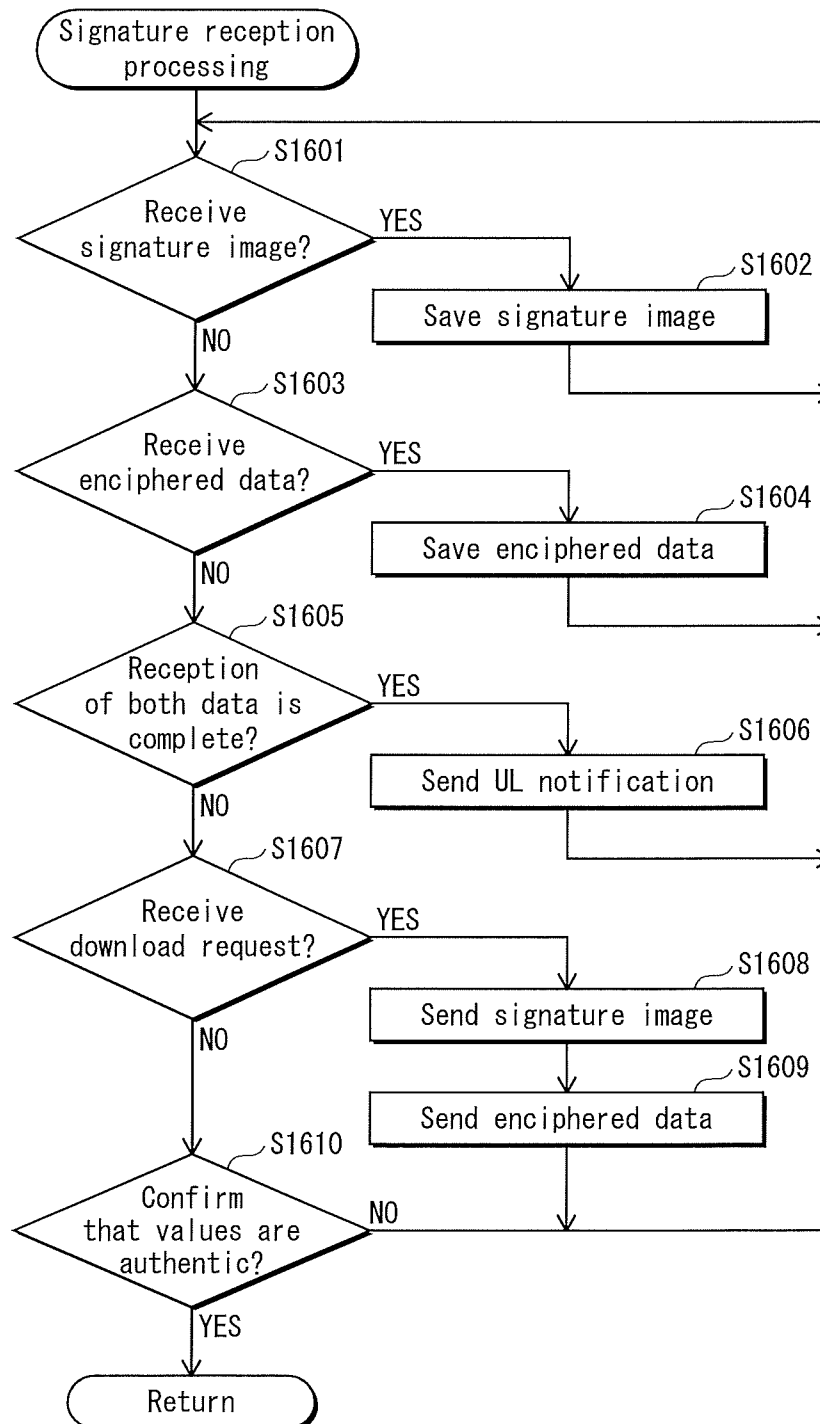 Signature reception
processing
S1601
Receive
signature image?
YES
S1602
Save signature image
NO
S1603
Receive
enciphered data?
YES
S1604
Save enciphered data
NO
S1605
Reception
of both data is
complete?
YES
S1606
Send UL notification
NO
S1607
Receive
download request?
YES
S1608
Send signature image
NO
S1609
Send enciphered data
S1610
Confirm
that values are
authentic?
NO
YES
Return